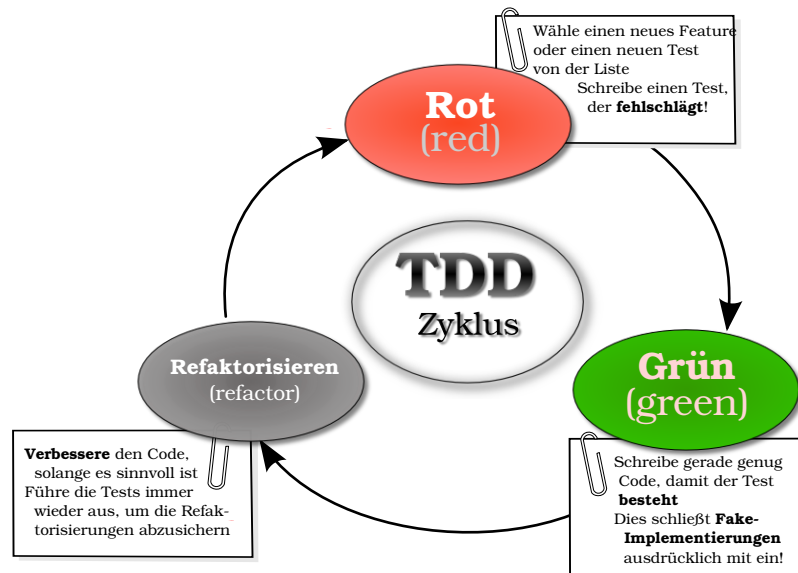 Wähle einen neues Feature
oder einen neuen Test
von der Liste
Schreibe einen Test,
der fehlschlägt!
Rot
(red)
TDD
Zyklus
Grün
(green)
Schreibe gerade genug
Code, damit der Test
besteht
Dies schließt Fake-
Implementierungen
ausdrücklich mit ein!
Refaktorisieren
(refactor)
Verbessere den Code,
solange es sinnvoll ist
Führe die Tests immer
wieder aus, um die Refak-
torisierungen abzusichern